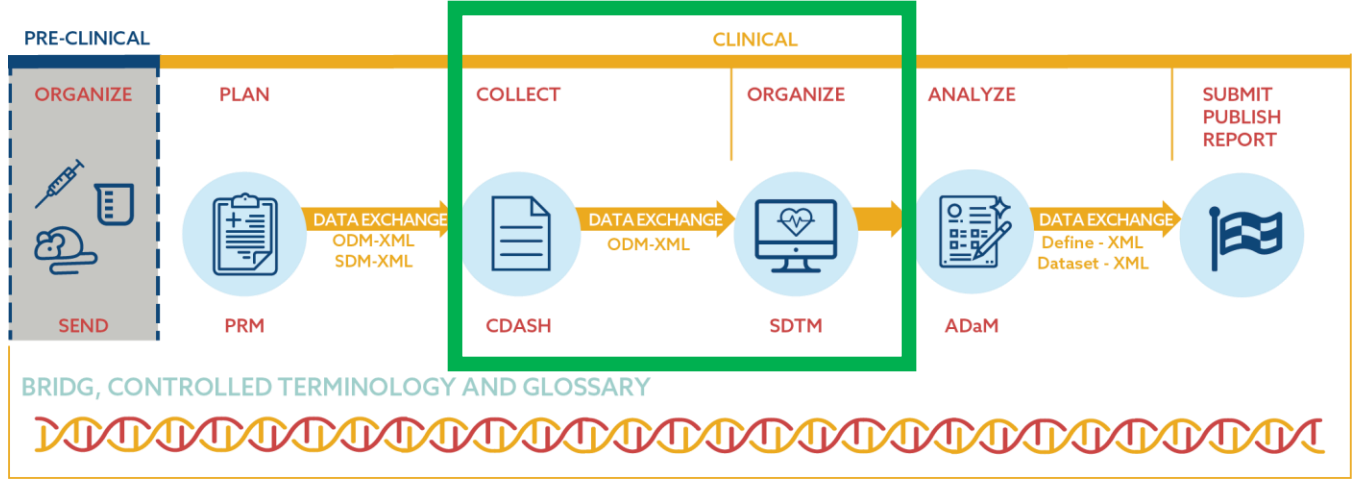 PRE-CLINICAL
CLINICAL
ORGANIZE
PLAN
COLLECT
ORGANIZE
ANALYZE
SUBMIT
PUBLISH
REPORT
DATA EXCHANGE
ODM-XML
SDM-XML
DATA EXCHANGE
ODM-XML
DATA EXCHANGE
Define - XML
Dataset - XML
SEND
PRM
CDASH
SDTM
ADaM
BRIDG, CONTROLLED TERMINOLOGY AND GLOSSARY